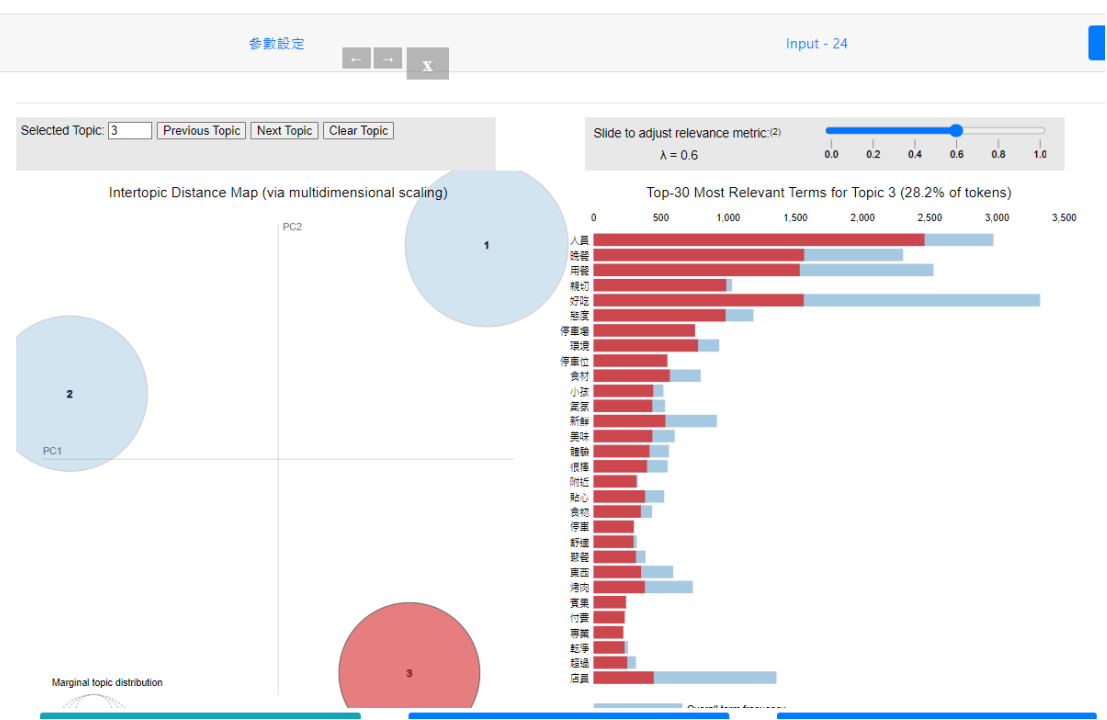 參數設定
Input - 24
←
→
x
Selected Topic: 3 Previous Topic Next Topic Clear Topic
Slide to adjust relevance metric:(2)
λ = 0.6
0.0 0.2 0.4 0.6 0.8 1.0
Intertopic Distance Map (via multidimensional scaling)
PC2
PC1
1
2
3
Marginal topic distribution
Top-30 Most Relevant Terms for Topic 3 (28.2% of tokens)
0 500 1,000 1,500 2,000 2,500 3,000 3,500
人員
晚餐
用餐
親切
好吃
態度
停車場
環境
停車位
食材
小孩
氣氛
新鮮
美味
體驗
很棒
附近
貼心
食物
停車
舒適
聚餐
東西
烤肉
賓果
付費
專業
乾淨
超過
店員
Overall term frequency